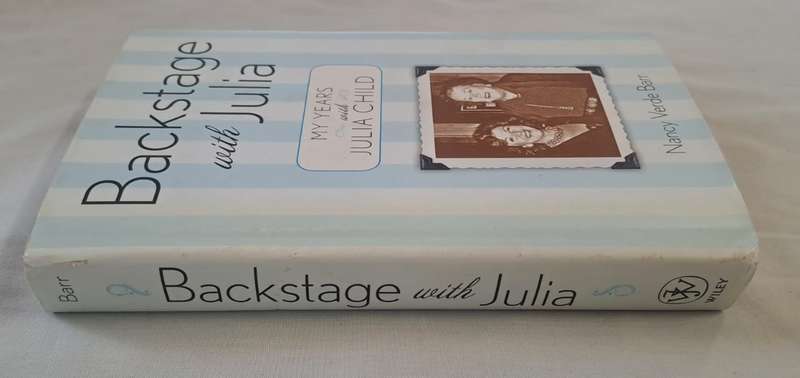 Backstage
with Julia
MY YEARS
with
JULIA CHILD
Nancy Verde Barr
Barr
Backstage with Julia
WILEY